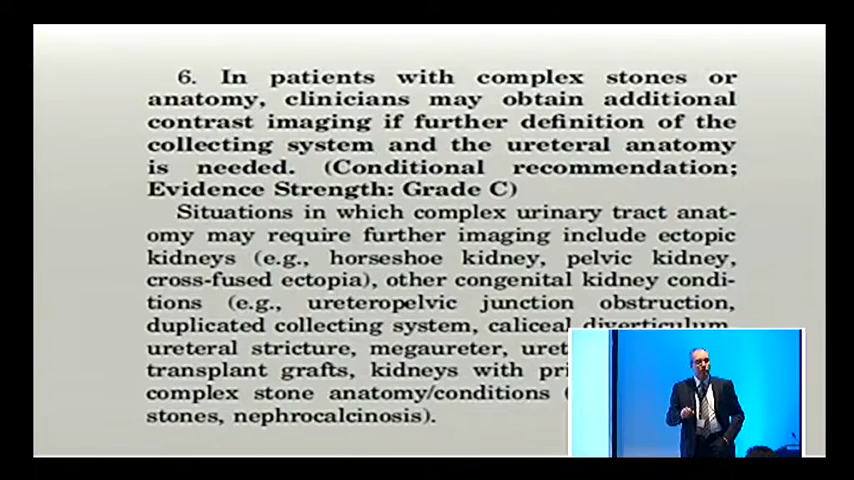 6. In patients with complex stones or
anatomy, clinicians may obtain additional
contrast imaging if further definition of the
collecting system and the ureteral anatomy
is needed. (Conditional recommendation;
Evidence Strength: Grade C)
Situations in which complex urinary tract anat-
omy may require further imaging include ectopic
kidneys (e.g., horseshoe kidney, pelvic kidney,
cross-fused ectopia), other congenital kidney condi-
tions (e.g., ureteropelvic junction obstruction,
duplicated collecting system, caliceal diverticulum,
ureteral stricture, megaureter,
transplant grafts, kidneys with
complex stone anatomy/conditions (
stones, nephrocalcinosis).